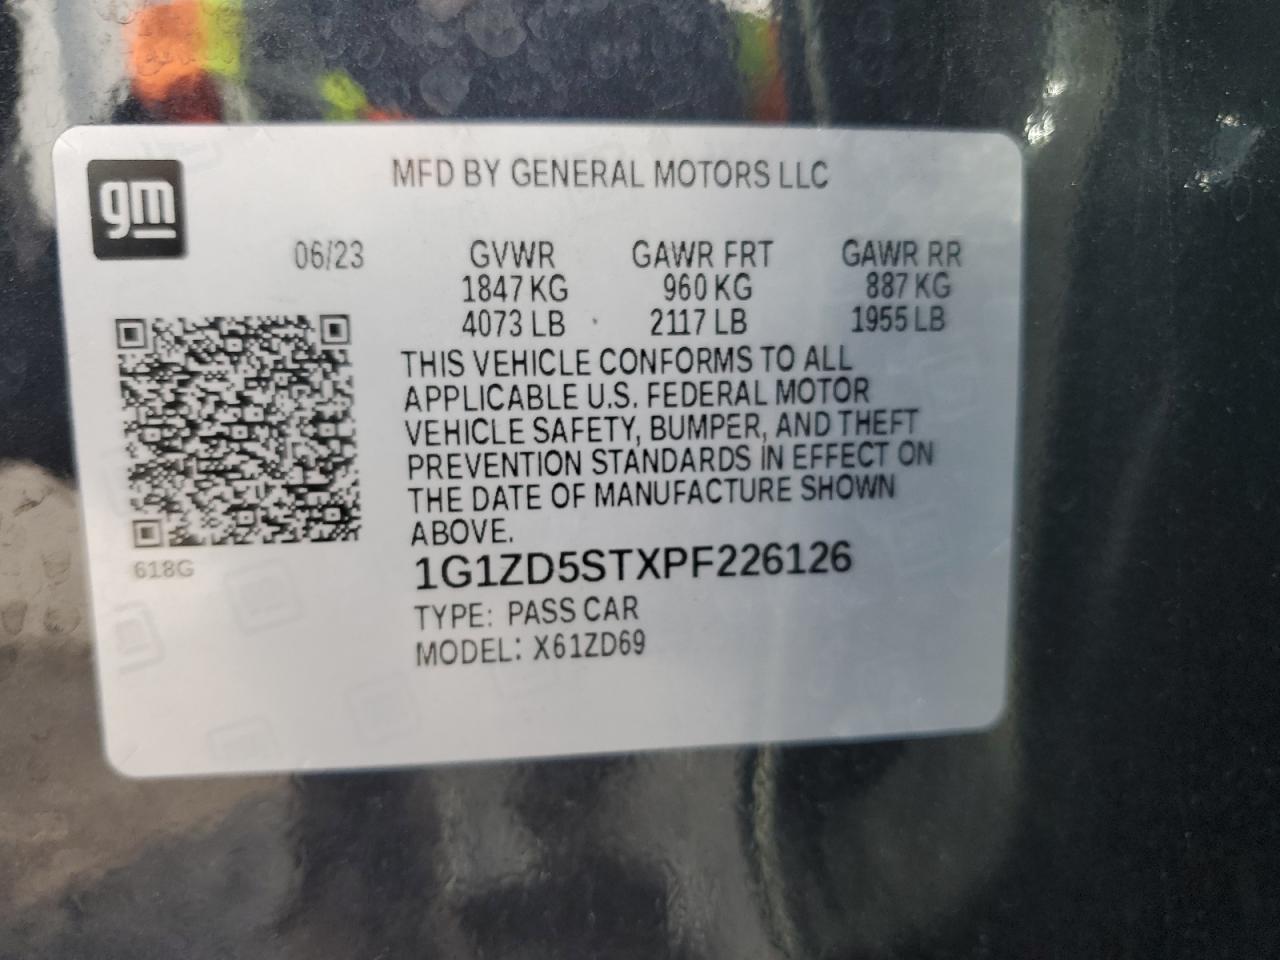 gm
MFD BY GENERAL MOTORS LLC
06/23 GVWR GAWR FRT GAWR RR
1847 KG 960 KG 887 KG
4073 LB 2117 LB 1955 LB
THIS VEHICLE CONFORMS TO ALL
APPLICABLE U.S. FEDERAL MOTOR
VEHICLE SAFETY, BUMPER, AND THEFT
PREVENTION STANDARDS IN EFFECT ON
THE DATE OF MANUFACTURE SHOWN
ABOVE.
618G
1G1ZD5STXPF226126
TYPE: PASS CAR
MODEL: X61ZD69